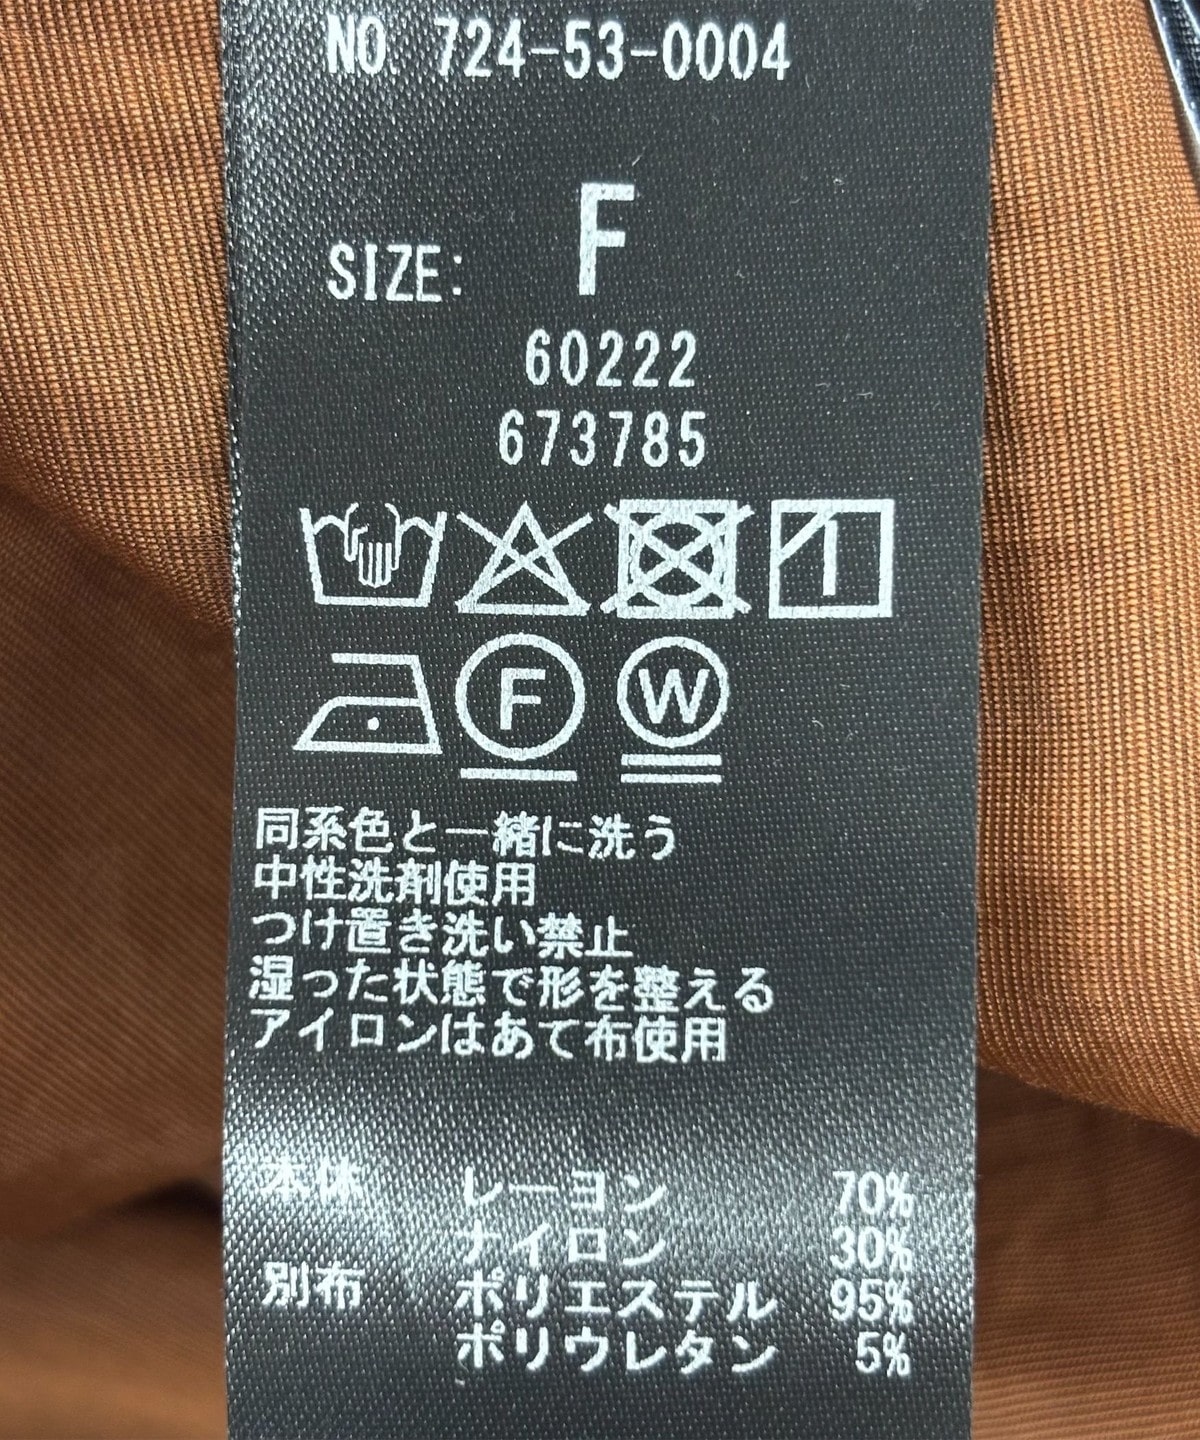 NO 724-53-0004
SIZE: F
60222
673785
1
F W
同系色と一緒に洗う
中性洗剤使用
つけ置き洗い禁止
湿った状態で形を整える
アイロンはあて布使用
本体 レーヨン 70%
ナイロン 30%
別布 ポリエステル 95%
ポリウレタン 5%